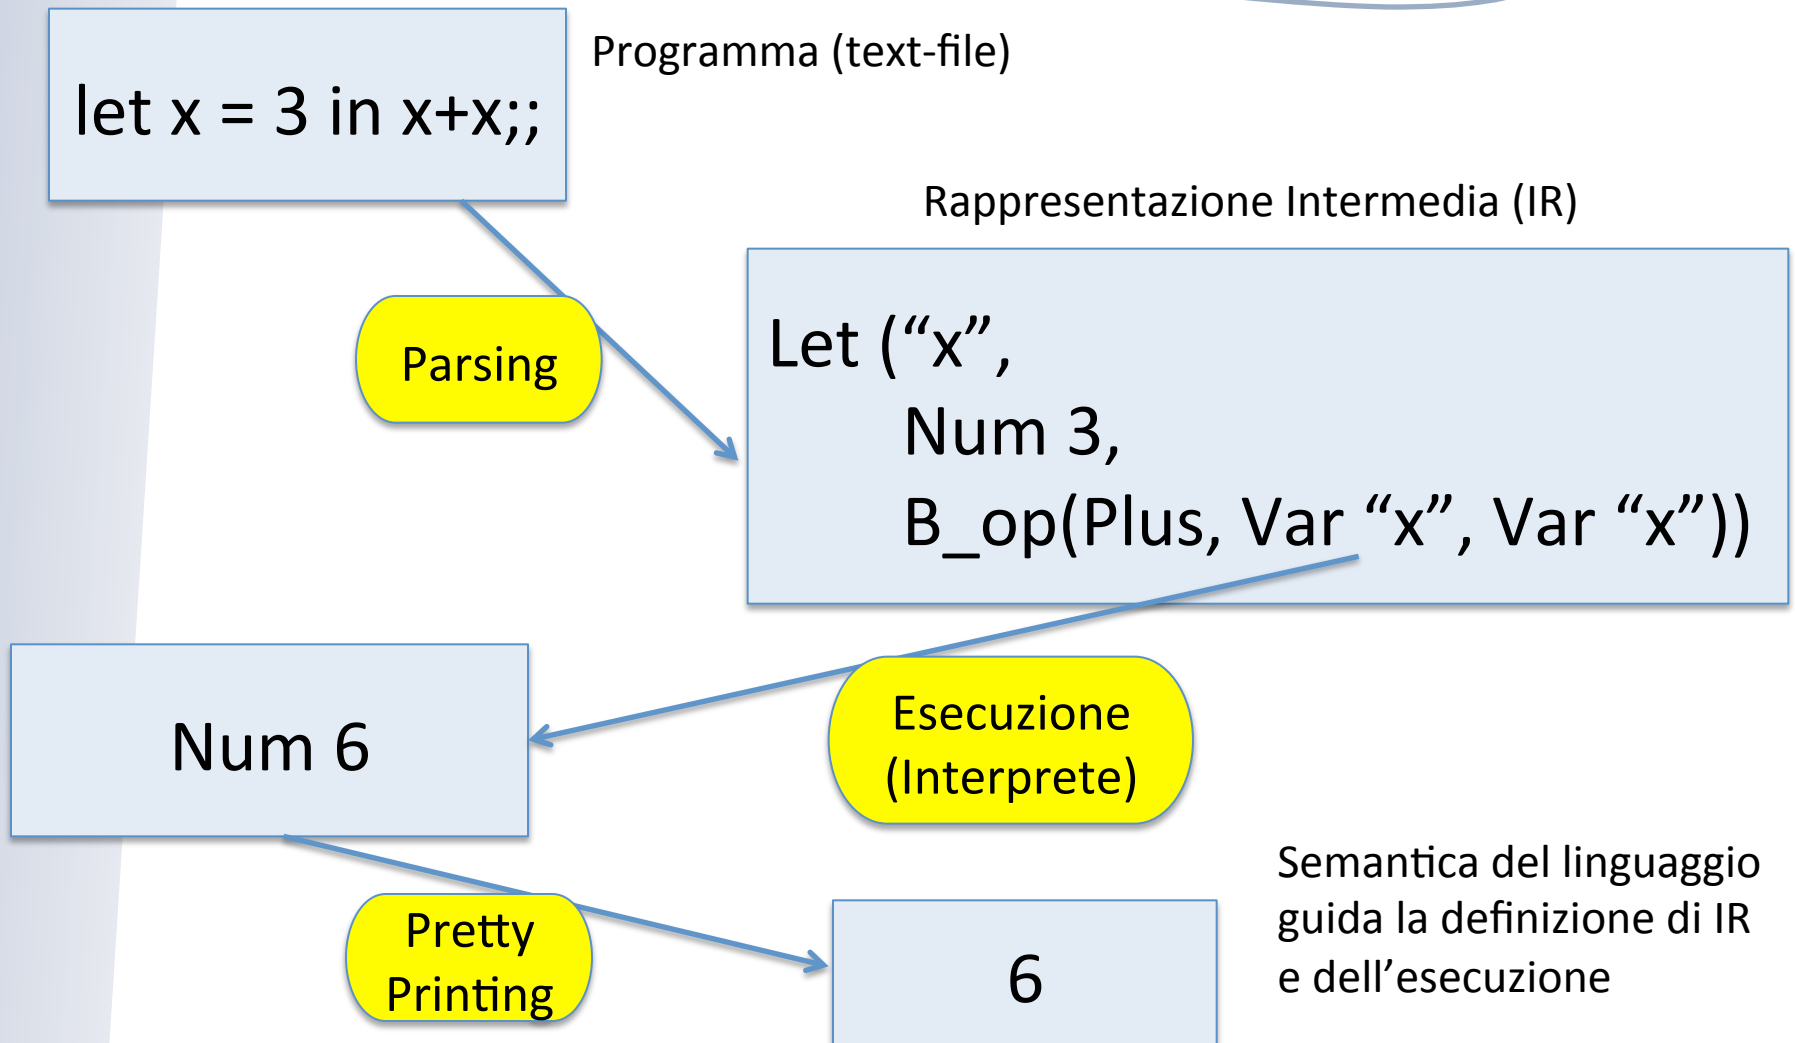 let x = 3 in x+x;;
Programma (text-file)
Rappresentazione Intermedia (IR)
Parsing
Let (“x”,
Num 3,
B_op(Plus, Var “x”, Var “x”))
Esecuzione
(Interprete)
Num 6
Pretty
Printing
6
Semantica del linguaggio
guida la definizione di IR
e dell’esecuzione